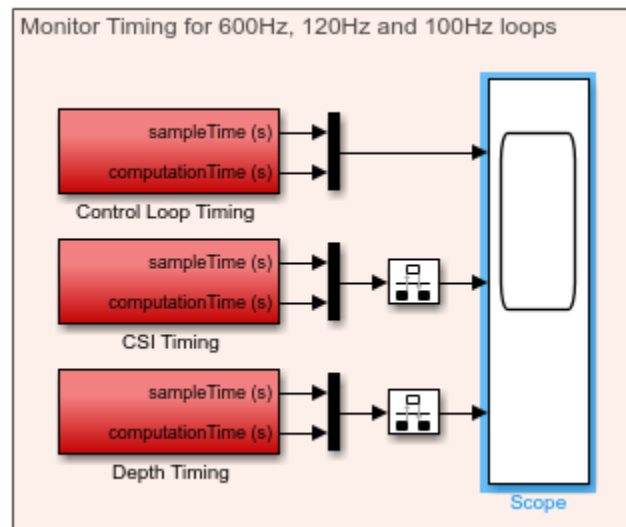 Monitor Timing for 600Hz, 120Hz and 100Hz loops
sampleTime (s)
computationTime (s)
Control Loop Timing
sampleTime (s)
computationTime (s)
CSI Timing
sampleTime (s)
computationTime (s)
Depth Timing
Scope